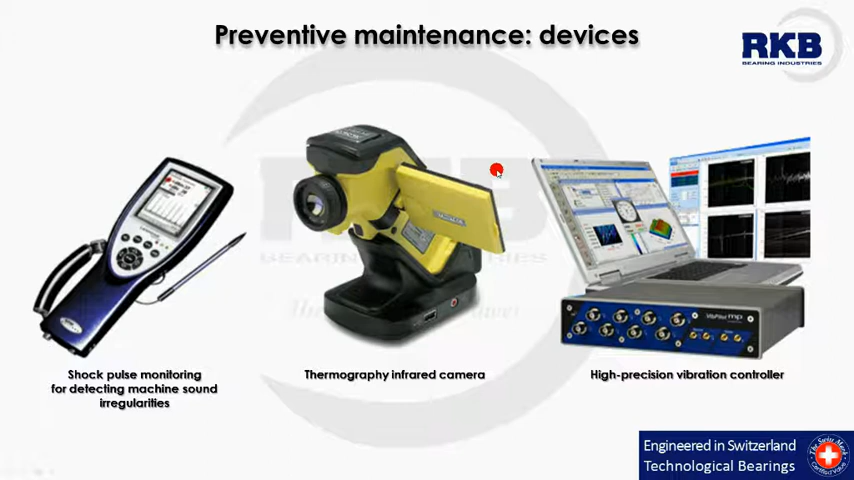 Preventive maintenance: devices
RKB
BEARING INDUSTRIES
Shock pulse monitoring
for detecting machine sound
irregularities
Thermography infrared camera
High-precision vibration controller
Engineered in Switzerland
Technological Bearings